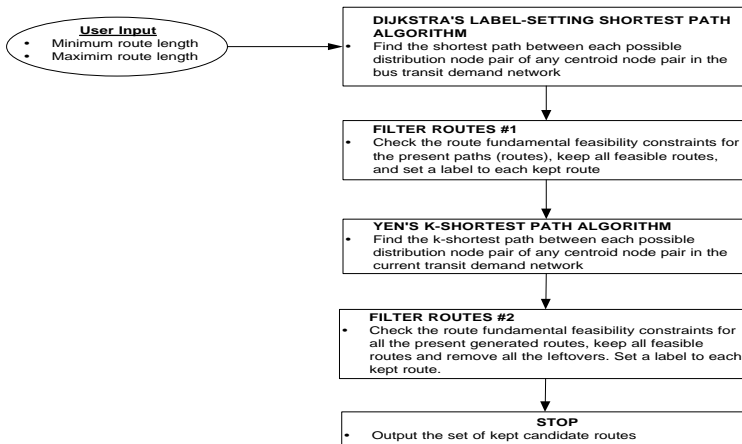 User Input
• Minimum route length
• Maximim route length
DIJKSTRA'S LABEL-SETTING SHORTEST PATH
ALGORITHM
• Find the shortest path between each possible
distribution node pair of any centroid node pair in the
bus transit demand network
FILTER ROUTES #1
• Check the route fundamental feasibility constraints for
the present paths (routes), keep all feasible routes,
and set a label to each kept route
YEN'S K-SHORTEST PATH ALGORITHM
• Find the k-shortest path between each possible
distribution node pair of any centroid node pair in the
current transit demand network
FILTER ROUTES #2
• Check the route fundamental feasibility constraints for
all the present generated routes, keep all feasible
routes and remove all the leftovers. Set a label to each
kept route.
STOP
• Output the set of kept candidate routes